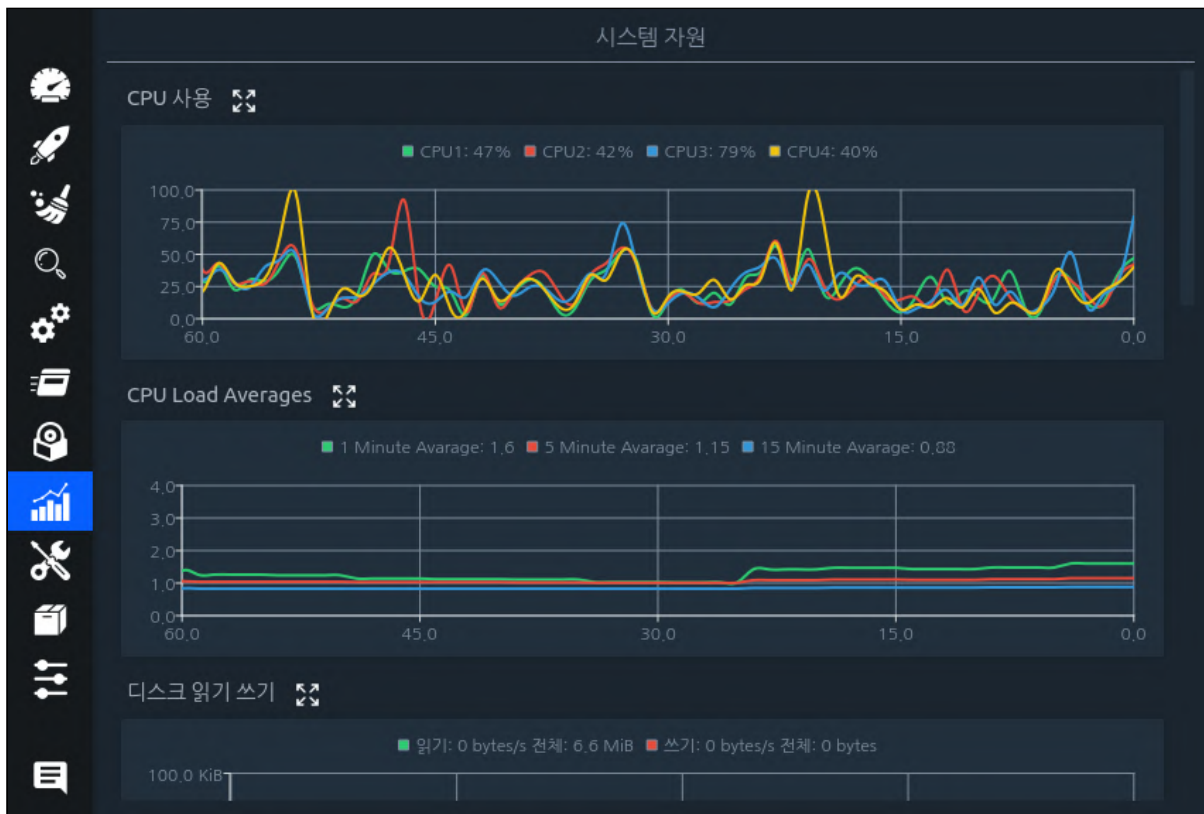 시스템 자원
CPU 사용
CPU1: 47% CPU2: 42% CPU3: 79% CPU4: 40%
100.0
75.0
50.0
25.0
0.0
60.0 45.0 30.0 15.0 0.0
CPU Load Averages
1 Minute Avarage: 1.6 5 Minute Avarage: 1.15 15 Minute Avarage: 0.88
4.0
3.0
2.0
1.0
0.0
60.0 45.0 30.0 15.0 0.0
디스크 읽기 쓰기
읽기: 0 bytes/s 전체: 6.6 MiB 쓰기: 0 bytes/s 전체: 0 bytes
100.0 KiB